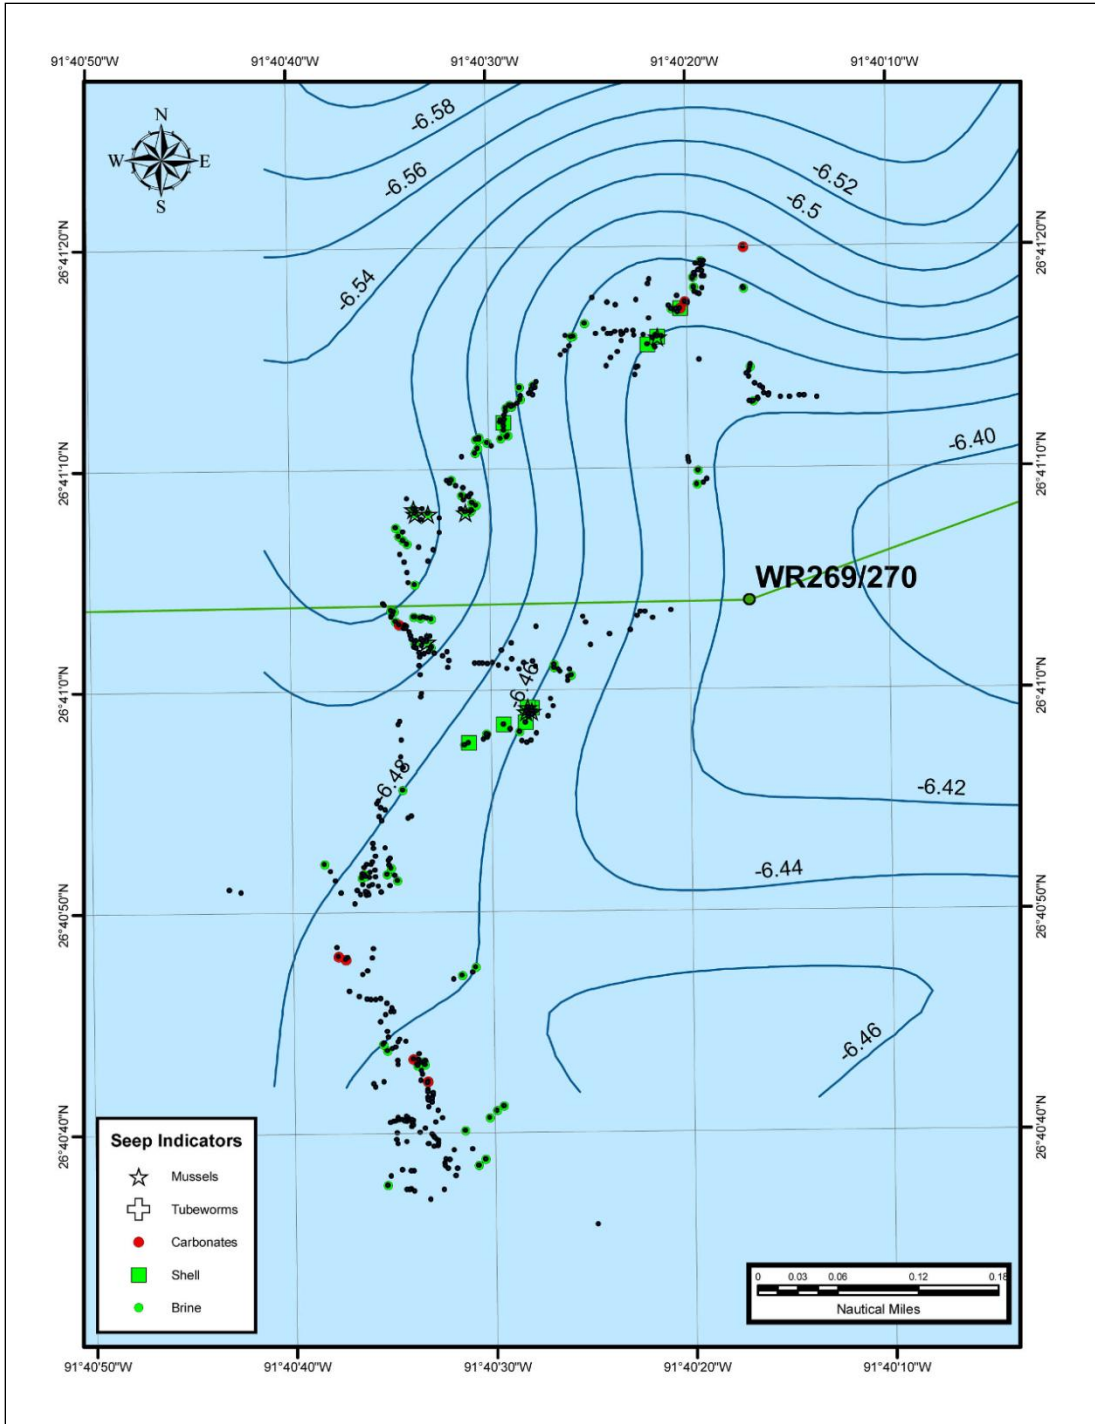 91°40'50"W 91°40'40"W 91°40'30"W 91°40'20"W 91°40'10"W
N
W E
S
-6.58
-6.56
-6.52
-6.5
-6.54
26°41'20"N 26°41'20"N
-6.40
26°41'10"N 26°41'10"N
WR269/270
-6.46
26°41'0"N 26°41'0"N
-6.48
-6.42
-6.44
26°40'50"N 26°40'50"N
-6.46
26°40'40"N 26°40'40"N
Seep Indicators
Mussels
Tubeworms
Carbonates
Shell
Brine
0 0.03 0.06 0.12 0.18
Nautical Miles
91°40'50"W 91°40'40"W 91°40'30"W 91°40'20"W 91°40'10"W